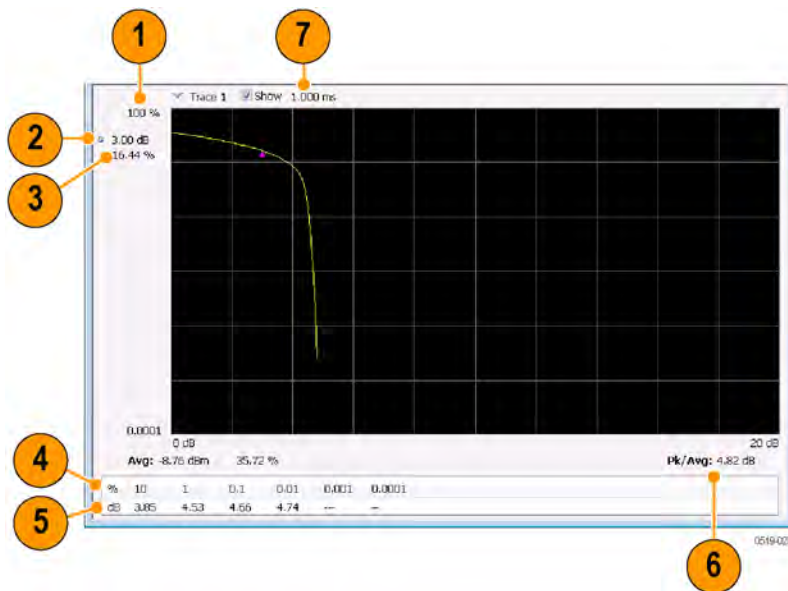 1
7
Trace 1 Show 1.000 ms
100 %
2
3.00 dB
16.44 %
3
0.0001
0 dB
20 dB
Avg: -8.76 dBm 35.72 %
Pk/Avg: 4.82 dB
4
% 10 1 0.1 0.01 0.001 0.0001
5
dB 3.85 4.53 4.66 4.74 --- --
6
0519-02